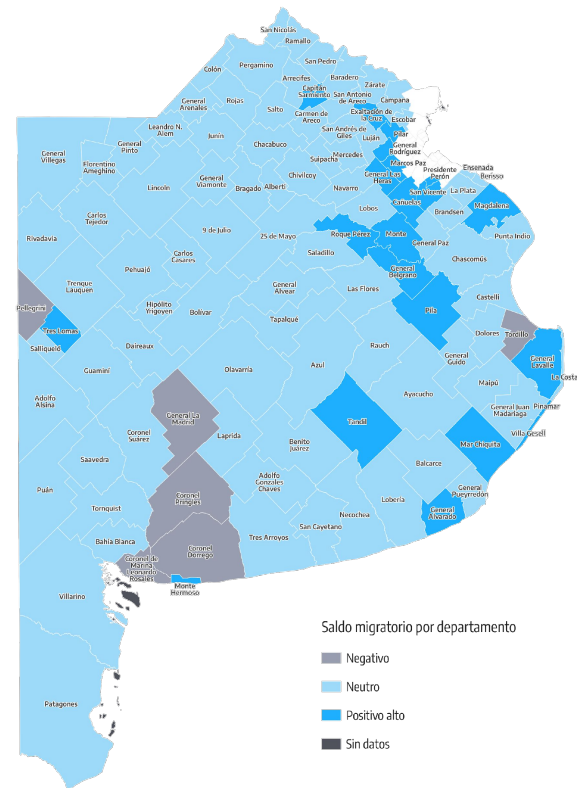 San Nicolás
Ramallo
San Pedro
Pergamino
Colón
Arrecifes
Baradero
Zárate
Capitán
Sarmiento
San Antonio
de Areco
Campana
General
Arenales
Rojas
Salto
Carmen de
Areco
Exaltación de
la Cruz
Escobar
Leandro N.
Alem
Junín
San Andrés de
Giles
Luján
Pilar
General
Rodríguez
General
Pinto
Chacabuco
Mercedes
Suipacha
Marcos Paz
General
Villegas
Florentino
Ameghino
Presidente
Perón
Ensenada
Berisso
Chivilcoy
General Las
Heras
Lincoln
General
Viamonte
Bragado
Alberti
Navarro
San Vicente
La Plata
Cañuelas
Magdalena
Lobos
Brandsen
Carlos
Tejedor
Rivadavia
9 de Julio
25 de Mayo
Roque Pérez
Monte
General Paz
Punta Indio
Saladillo
Carlos
Casares
Chascomús
Pehuajó
General
Belgrano
Trenque
Lauquen
General
Alvear
Las Flores
Castelli
Pellegrini
Hipólito
Yrigoyen
Bolívar
Tapalqué
Pila
Tres Lomas
Dolores
Tordillo
Salliqueló
Daireaux
Rauch
General
Guido
General
Lavalle
Guaminí
Olavarría
Azul
La Costa
Maipú
Adolfo
Alsina
Ayacucho
General Juan
Madariaga
Pinamar
General La
Madrid
Tandil
Villa Gesell
Coronel
Suárez
Laprida
Benito
Juárez
Mar Chiquita
Saavedra
Balcarce
Puán
Adolfo
Gonzales
Chaves
General
Pueyrredón
Coronel
Pringles
Lobería
Tornquist
Necochea
General
Alvarado
San Cayetano
Bahía Blanca
Tres Arroyos
Coronel
Dorrego
Coronel de
Marina
Leonardo
Rosales
Monte
Hermoso
Villarino
Patagones
Saldo migratorio por departamento
Negativo
Neutro
Positivo alto
Sin datos